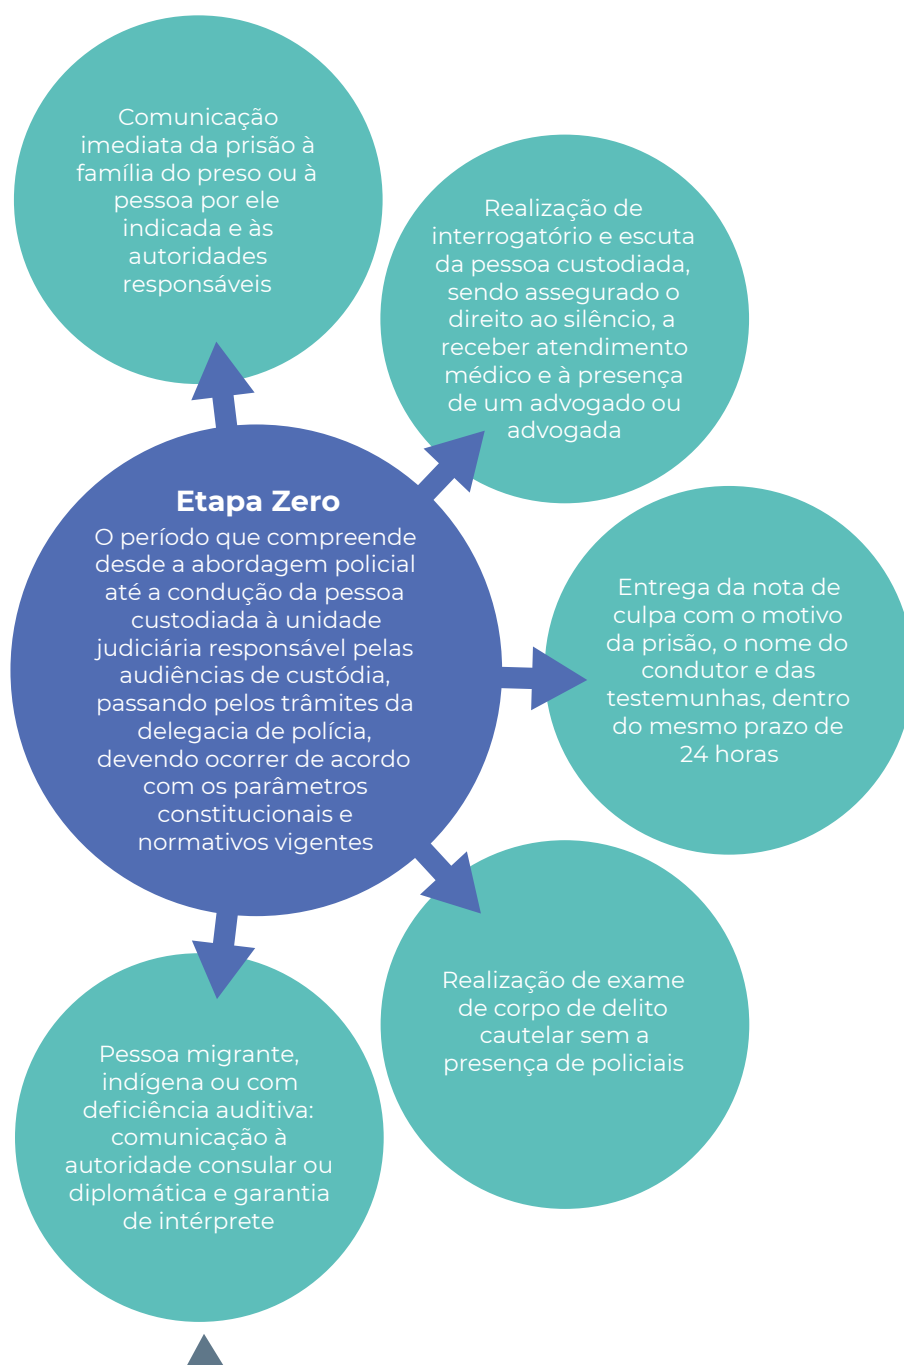 Comunicação
imediata da prisão à
família do preso ou à
pessoa por ele
indicada e às
autoridades
responsáveis
Realização de
interrogatório e escuta
da pessoa custodiada,
sendo assegurado o
direito ao silêncio, a
receber atendimento
médico e à presença
de um advogado ou
advogada
Etapa Zero
O período que compreende
desde a abordagem policial
até a condução da pessoa
custodiada à unidade
judiciária responsável pelas
audiências de custódia,
passando pelos trâmites da
delegacia de polícia,
devendo ocorrer de acordo
com os parâmetros
constitucionais e
normativos vigentes
Entrega da nota de
culpa com o motivo
da prisão, o nome do
condutor e das
testemunhas, dentro
do mesmo prazo de
24 horas
Realização de exame
de corpo de delito
cautelar sem a
presença de policiais
Pessoa migrante,
indígena ou com
deficiência auditiva:
comunicação à
autoridade consular ou
diplomática e garantia
de intérprete